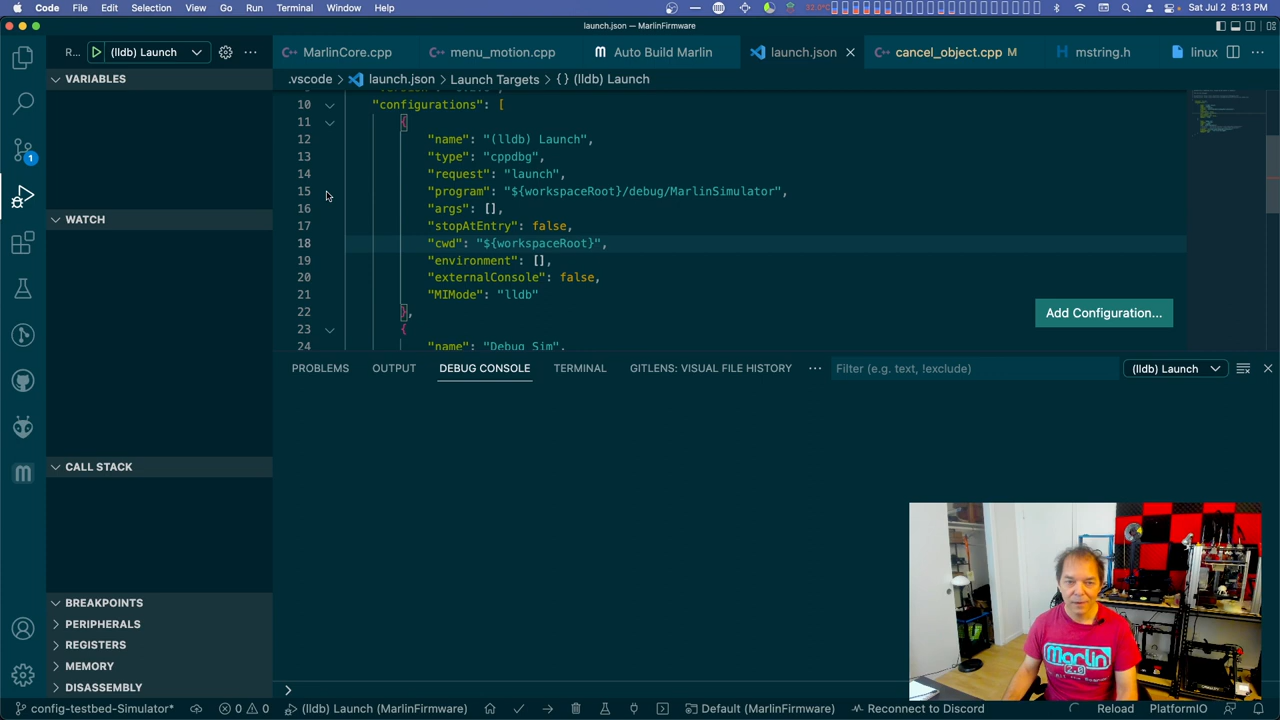 Code File Edit Selection View Go Run Terminal Window Help 32.0°C Sat Jul 2 8:13 PM
launch.json — MarlinFirmware
R... (lldb) Launch
MarlinCore.cpp menu_motion.cpp Auto Build Marlin launch.json cancel_object.cpp M mstring.h linux
.vscode > launch.json > Launch Targets > {} (lldb) Launch
VARIABLES
WATCH
CALL STACK
BREAKPOINTS
PERIPHERALS
REGISTERS
MEMORY
DISASSEMBLY
1
10 "configurations": [
11 {
12 "name": "(lldb) Launch",
13 "type": "cppdbg",
14 "request": "launch",
15 "program": "${workspaceRoot}/debug/MarlinSimulator",
16 "args": [],
17 "stopAtEntry": false,
18 "cwd": "${workspaceRoot}",
19 "environment": [],
20 "externalConsole": false,
21 "MIMode": "lldb"
22 },
23 {
24 "name": "Debug Sim",
Add Configuration...
PROBLEMS OUTPUT DEBUG CONSOLE TERMINAL GITLENS: VISUAL FILE HISTORY ... Filter (e.g. text, !exclude) (lldb) Launch
Marlin
2.0
config-testbed-Simulator* 0 0 (lldb) Launch (MarlinFirmware) Default (MarlinFirmware) Reconnect to Discord Reload PlatformIO